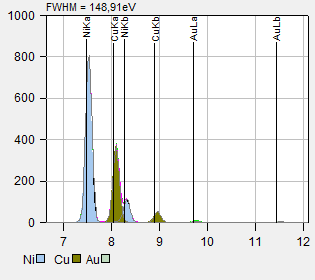 FWHM = 148,91eV
1000
800
600
400
200
0
NiKa
CuKa
NiKb
CuKb
AuLa
AuLb
7 8 9 10 11 12
Ni Cu Au